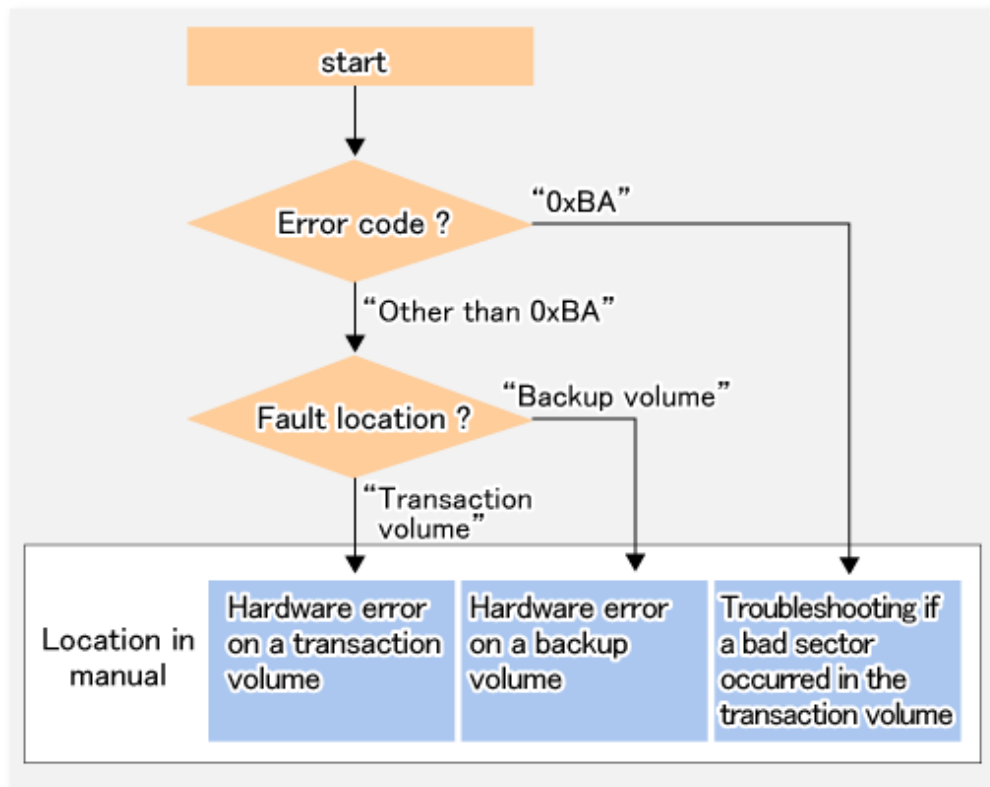 start
Error code ?
“0xBA”
“Other than 0xBA”
Fault location ?
“Backup volume”
“Transaction
volume”
Location in
manual
Hardware error
on a transaction
volume
Hardware error
on a backup
volume
Troubleshooting if
a bad sector
occurred in the
transaction volume